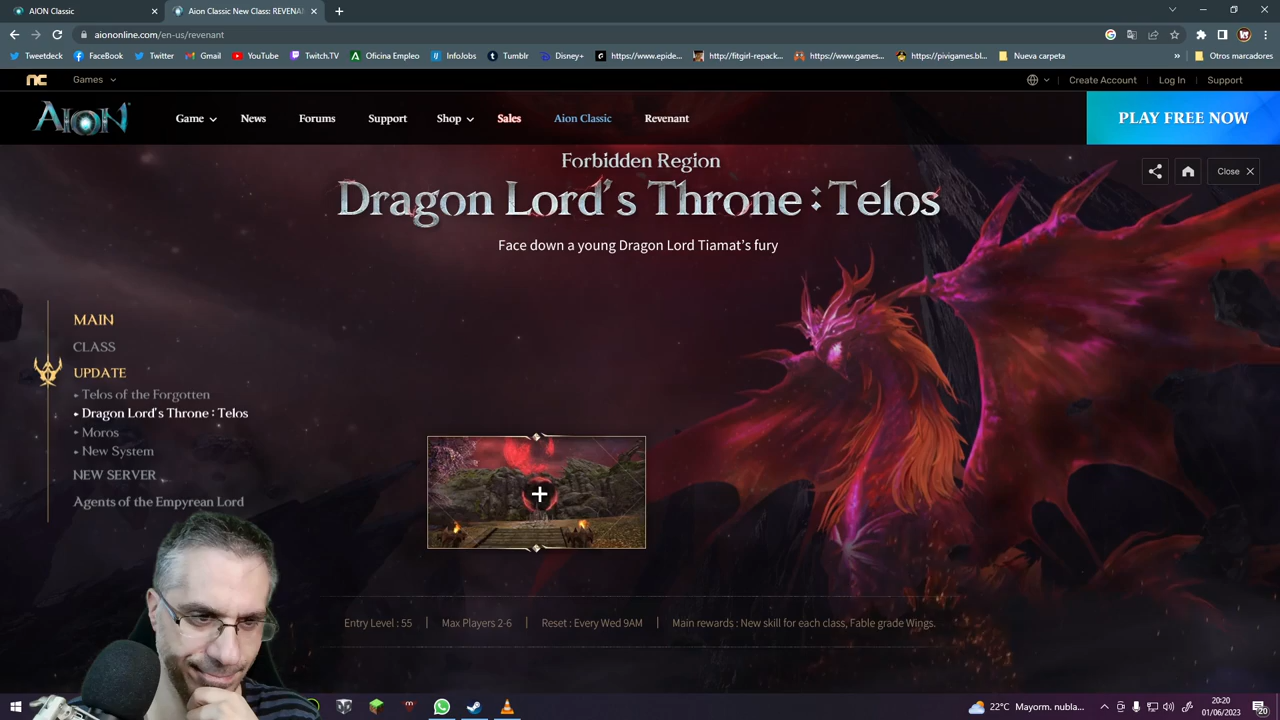 AION Classic
Aion Classic New Class: REVENA
aiononline.com/en-us/revenant
Tweetdeck
FaceBook
Twitter
Gmail
YouTube
Twitch.TV
Oficina Empleo
InfoJobs
Tumblr
Disney+
https://www.epide...
http://fitgirl-repack...
https://www.games...
https://pivigames.bl...
Nueva carpeta
»
Otros marcadores
nc
Games
Create Account
Log In
Support
AION
Game
News
Forums
Support
Shop
Sales
Aion Classic
Revenant
PLAY FREE NOW
Forbidden Region
Dragon Lord's Throne : Telos
Face down a young Dragon Lord Tiamat's fury
Close
MAIN
CLASS
UPDATE
Telos of the Forgotten
Dragon Lord's Throne : Telos
Moros
New System
NEW SERVER
Agents of the Empyrean Lord
Entry Level : 55
Max Players 2-6
Reset : Every Wed 9AM
Main rewards : New skill for each class, Fable grade Wings.
22°C Mayorm. nubla...
20:20
01/06/2023
20